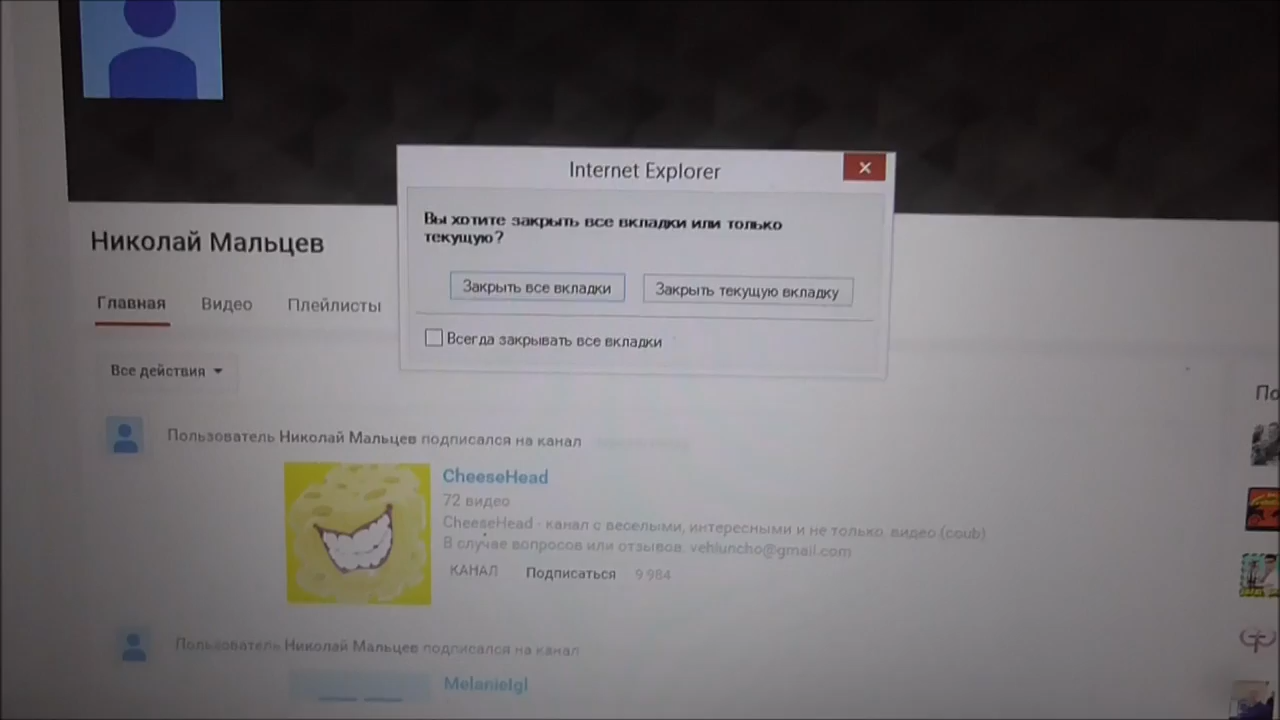 Internet Explorer
Вы хотите закрыть все вкладки или только
текущую?
Закрыть все вкладки
Закрыть текущую вкладку
Всегда закрывать все вкладки
Николай Мальцев
Главная
Видео
Плейлисты
Все действия
Пользователь Николай Мальцев подписался на канал
CheeseHead
72 видео
CheeseHead - канал с веселыми, интересными и не только видео (coub)
В случае вопросов или отзывов. vehluncho@gmail.com
КАНАЛ
Подписаться
9 984
Пользователь Николай Мальцев подписался на канал